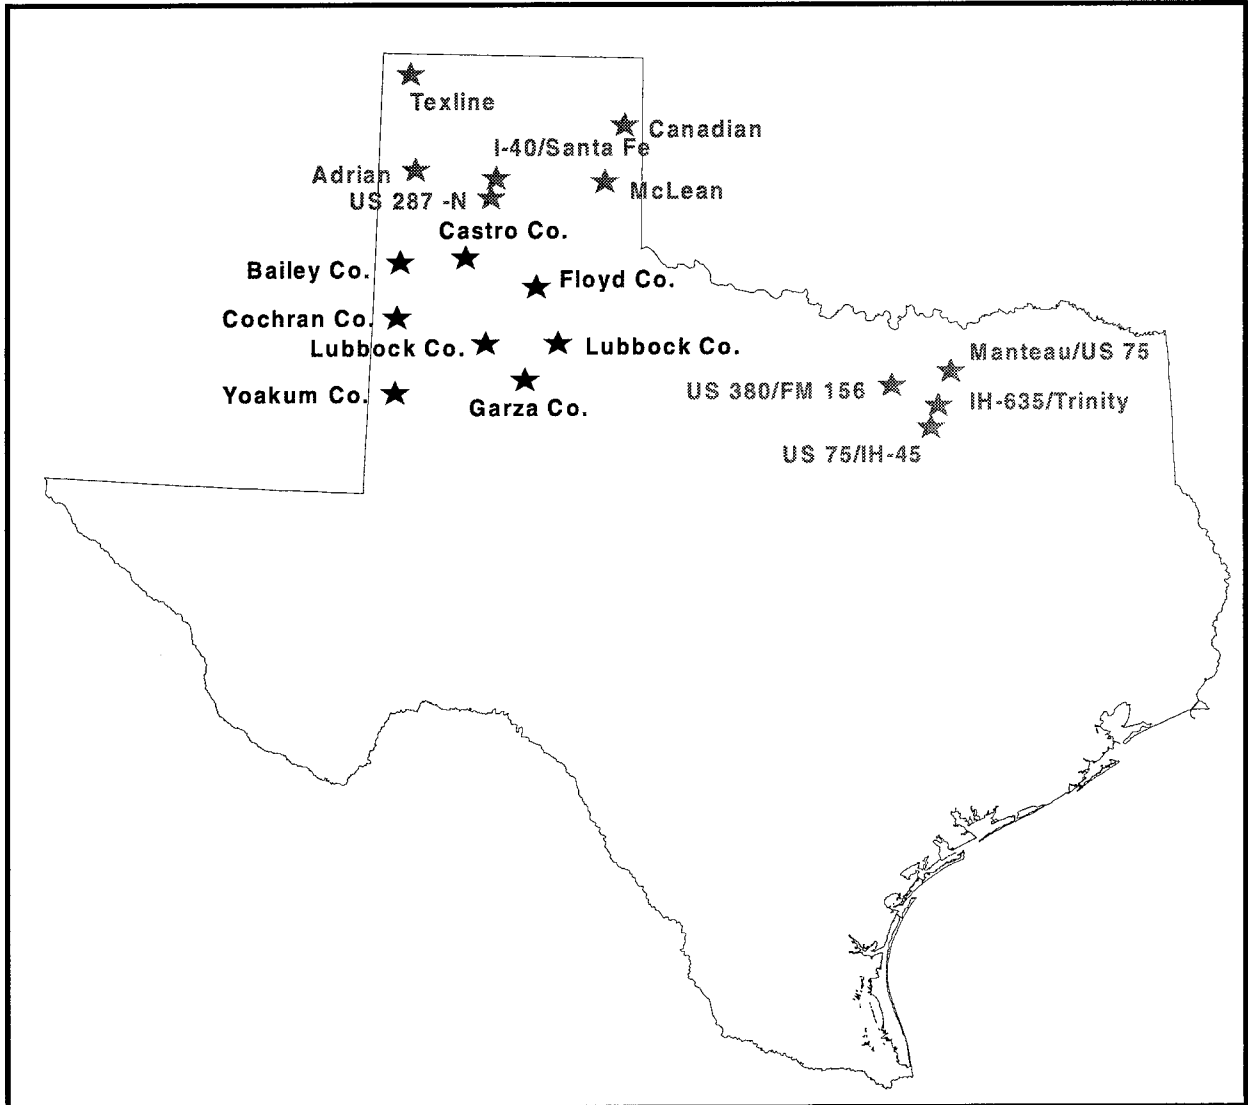 Texline
Canadian
I-40/Santa Fe
Adrian
McLean
US 287 -N
Castro Co.
Bailey Co.
Floyd Co.
Cochran Co.
Lubbock Co.
Lubbock Co.
Manteau/US 75
US 380/FM 156
Yoakum Co.
IH-635/Trinity
Garza Co.
US 75/IH-45